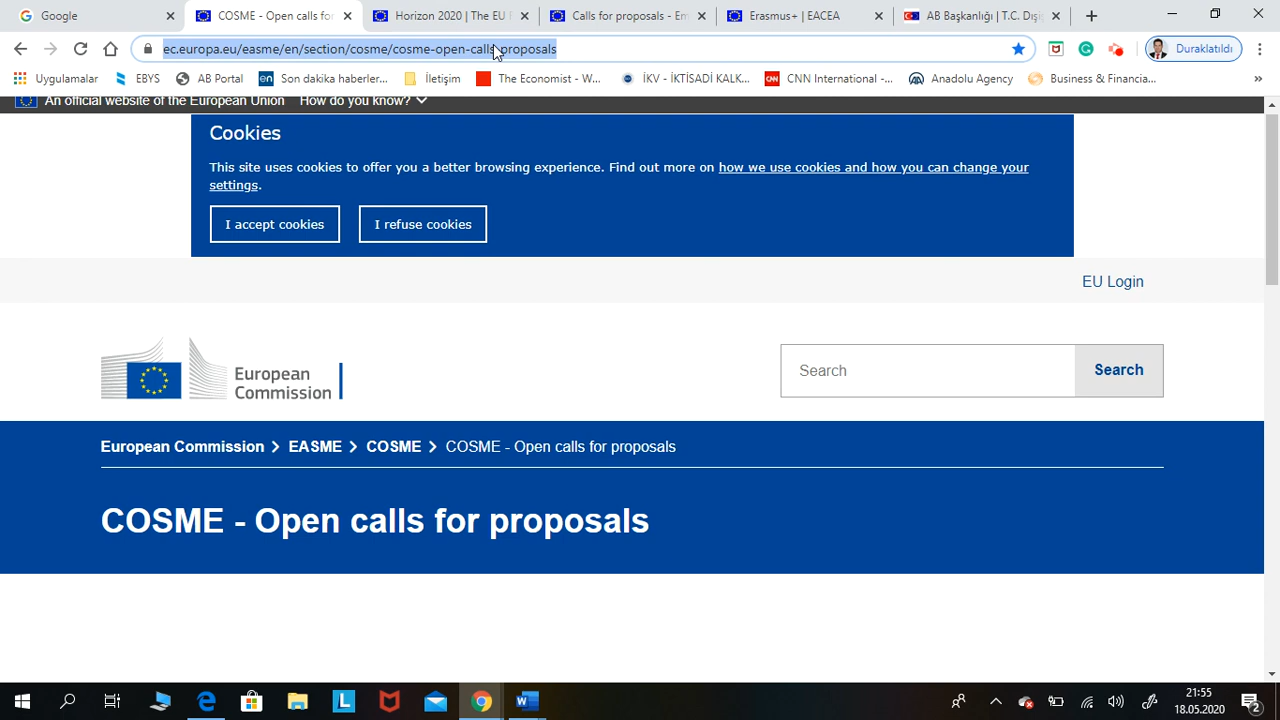 Google
COSME - Open calls for
Horizon 2020 | The EU
Calls for proposals - Em
Erasmus+ | EACEA
AB Başkanlığı | T.C. Dışiş
ec.europa.eu/easme/en/section/cosme/cosme-open-calls-proposals
Duraklatıldı
Uygulamalar
EBYS
AB Portal
en
Son dakika haberler...
İletişim
The Economist - W...
İKV - İKTİSADİ KALK...
CNN
CNN International -...
Anadolu Agency
Business & Financia...
»
An official website of the European Union How do you know?
Cookies
This site uses cookies to offer you a better browsing experience. Find out more on how we use cookies and how you can change your
settings.
I accept cookies
I refuse cookies
EU Login
European
Commission
Search
Search
European Commission > EASME > COSME > COSME - Open calls for proposals
COSME - Open calls for proposals
21:55
18.05.2020
2